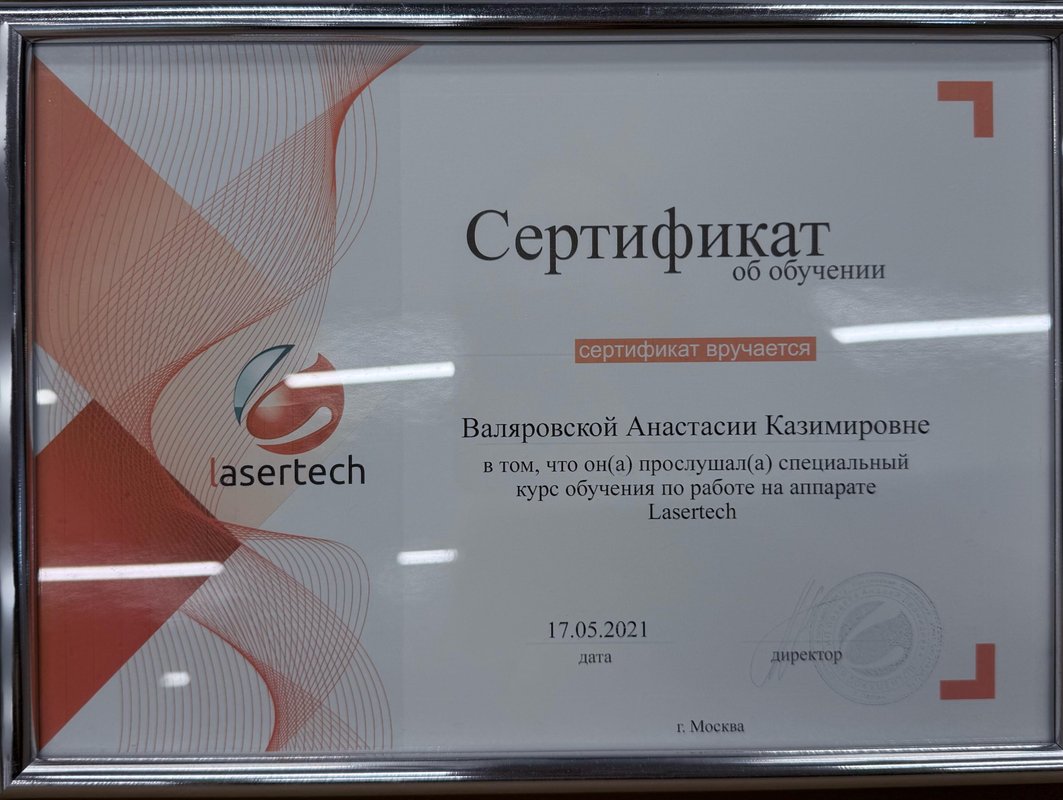 Сертификат
об обучении
сертификат вручается
lasertech
Валяровской Анастасии Казимировне
в том, что он(а) прослушал(а) специальный
курс обучения по работе на аппарате
Lasertech
17.05.2021
дата
директор
г. Москва